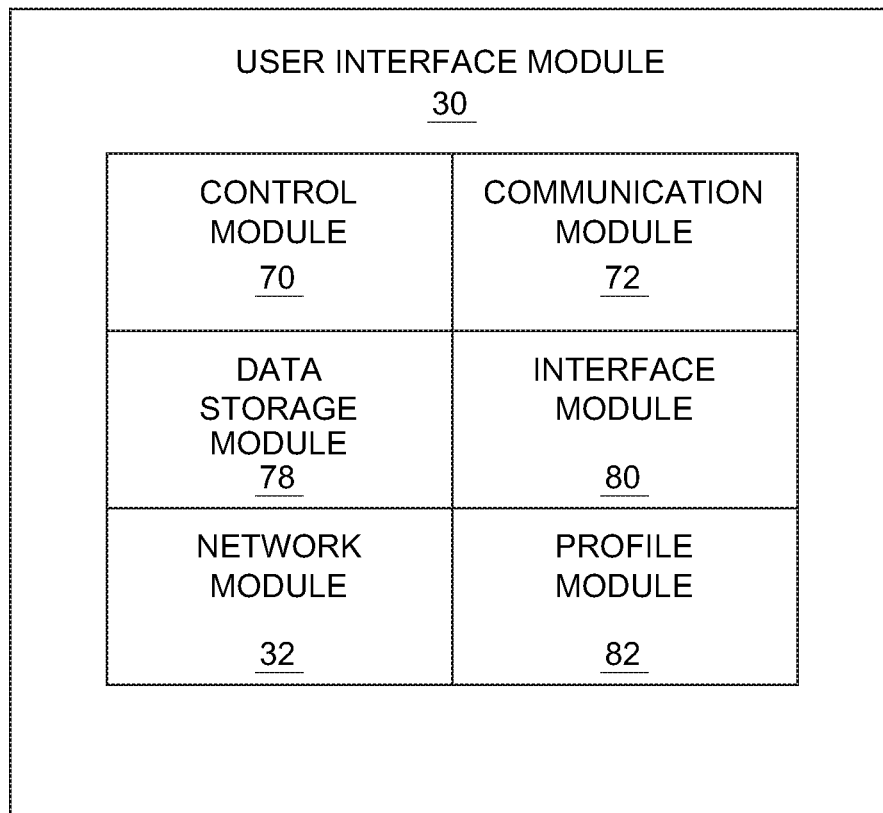 USER INTERFACE MODULE
30
CONTROL
MODULE
70
COMMUNICATION
MODULE
72
DATA
STORAGE
MODULE
78
INTERFACE
MODULE
80
NETWORK
MODULE
32
PROFILE
MODULE
82